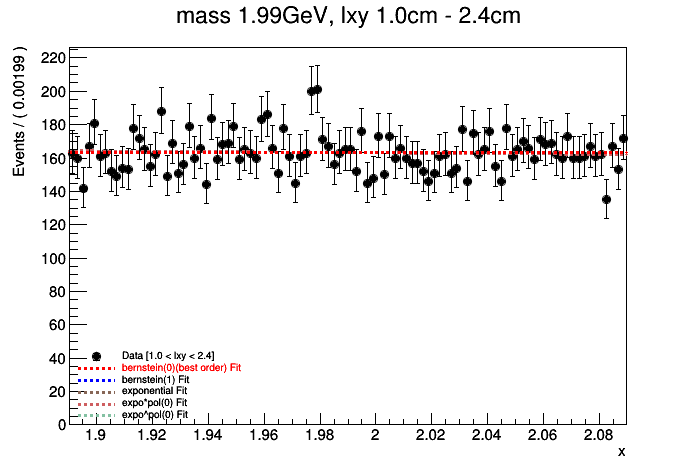 mass 1.99GeV, lxy 1.0cm - 2.4cm
Events / ( 0.00199 )
220
200
180
160
140
120
100
80
60
40
20
0
Data [1.0 < lxy < 2.4]
bernstein(0)(best order) Fit
bernstein(1) Fit
exponential Fit
expo*pol(0) Fit
expo^pol(0) Fit
1.9 1.92 1.94 1.96 1.98 2 2.02 2.04 2.06 2.08
x